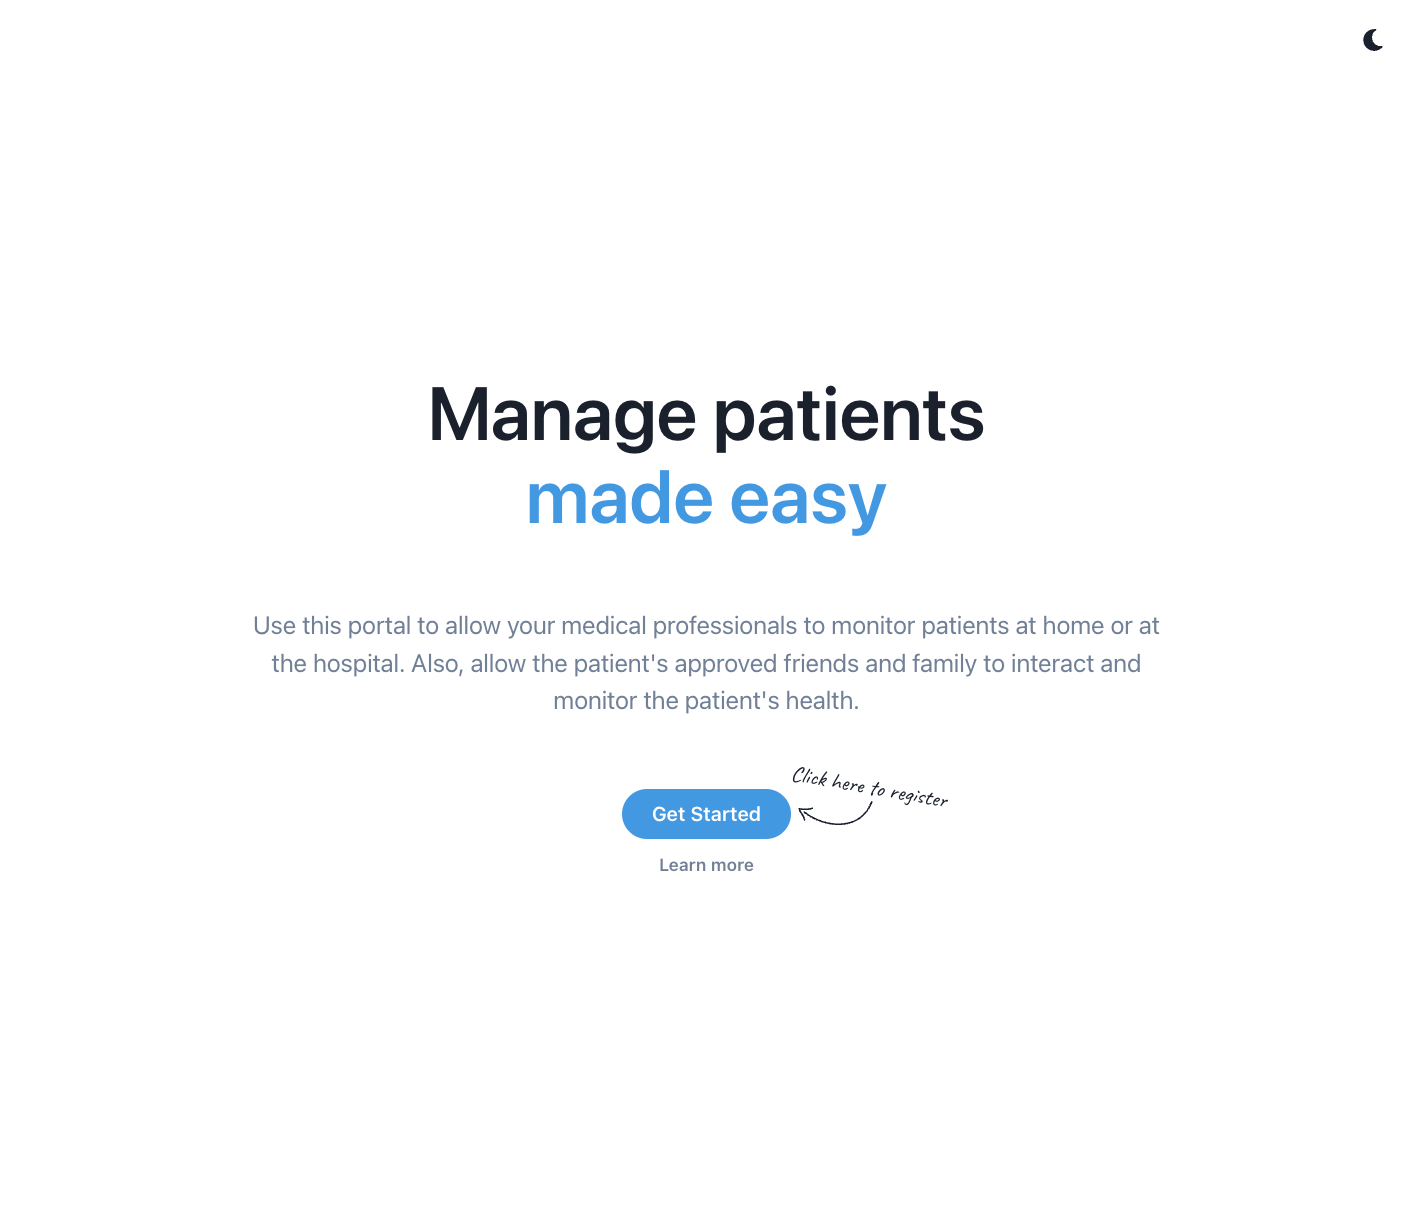 Manage patients
made easy
Use this portal to allow your medical professionals to monitor patients at home or at
the hospital. Also, allow the patient's approved friends and family to interact and
monitor the patient's health.
Click here to register
Get Started
Learn more